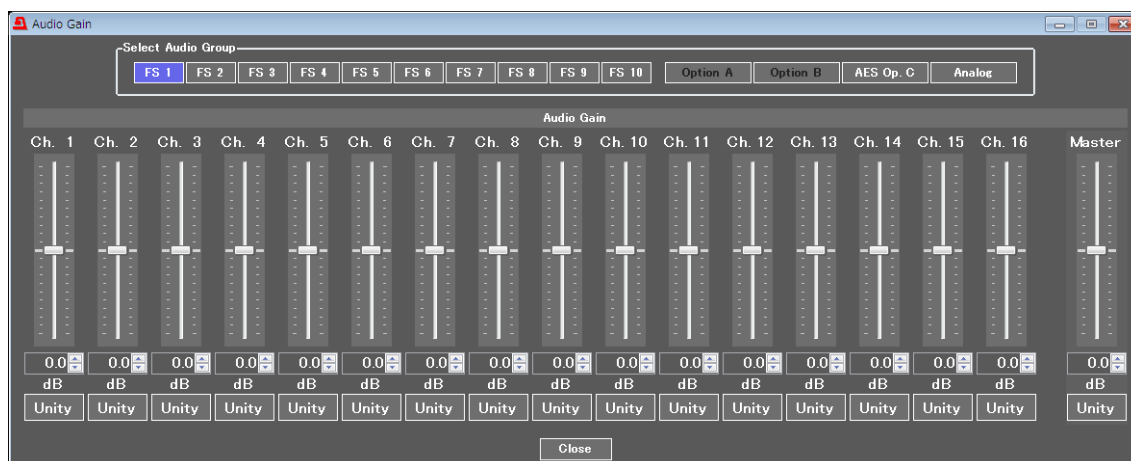 Audio Gain
Select Audio Group
FS 1 FS 2 FS 3 FS 4 FS 5 FS 6 FS 7 FS 8 FS 9 FS 10 Option A Option B AES Op. C Analog
Audio Gain
Ch. 1 Ch. 2 Ch. 3 Ch. 4 Ch. 5 Ch. 6 Ch. 7 Ch. 8 Ch. 9 Ch. 10 Ch. 11 Ch. 12 Ch. 13 Ch. 14 Ch. 15 Ch. 16 Master
0.0 0.0 0.0 0.0 0.0 0.0 0.0 0.0 0.0 0.0 0.0 0.0 0.0 0.0 0.0 0.0 0.0
dB dB dB dB dB dB dB dB dB dB dB dB dB dB dB dB dB
Unity Unity Unity Unity Unity Unity Unity Unity Unity Unity Unity Unity Unity Unity Unity Unity Unity
Close